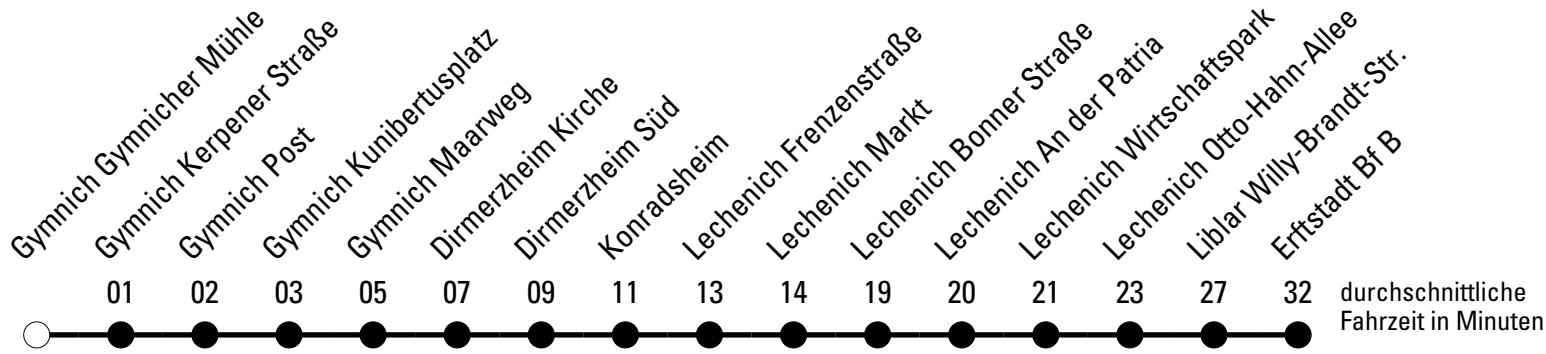 Gymnich Gymnicher Mühle
Gymnich Kerpener Straße
Gymnich Post
Gymnich Kunibertusplatz
Gymnich Maarweg
Dirmerzheim Kirche
Dirmerzheim Süd
Konradsheim
Lechenich Frenzenstraße
Lechenich Markt
Lechenich Bonner Straße
Lechenich An der Patria
Lechenich Wirtschaftspark
Lechenich Otto-Hahn-Allee
Liblar Willy-Brandt-Str.
Erftstadt Bf B
01 02 03 05 07 09 11 13 14 19 20 21 23 27 32
durchschnittliche
Fahrzeit in Minuten